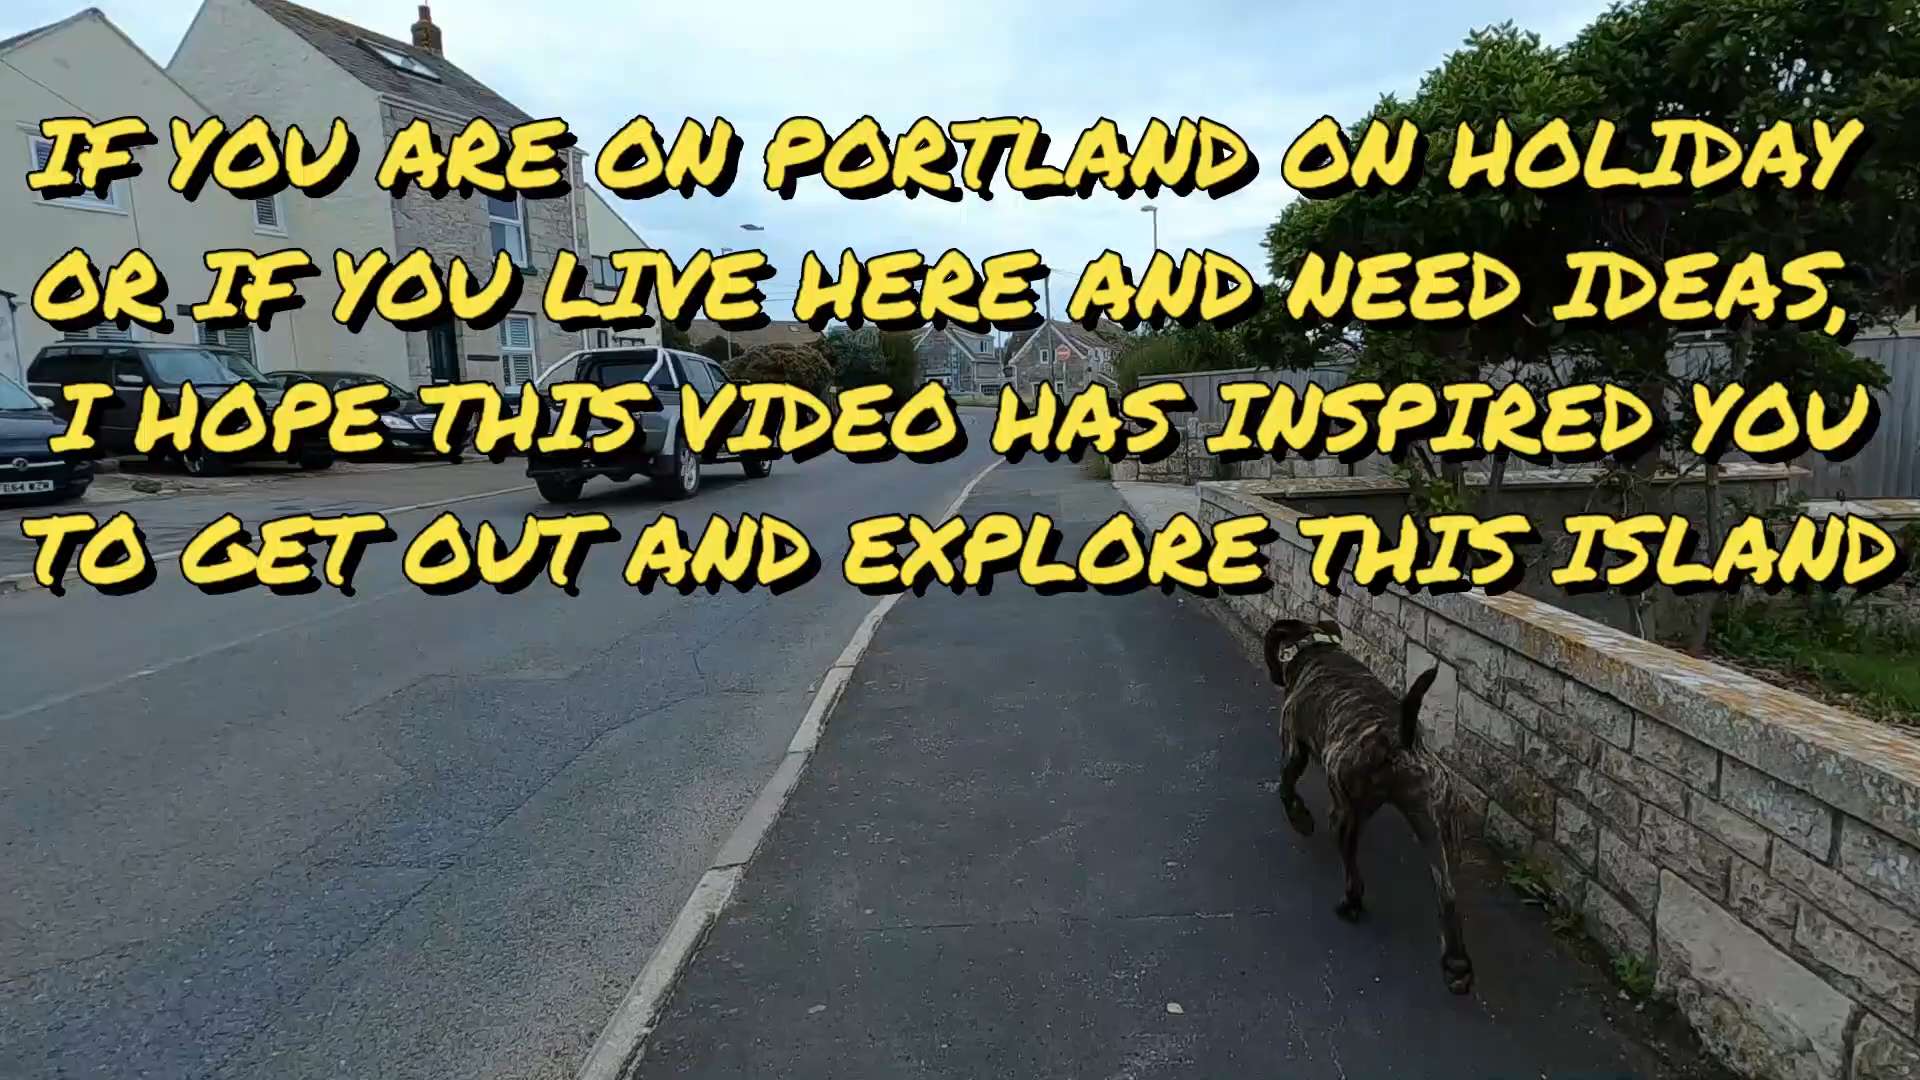 IF YOU ARE ON PORTLAND ON HOLIDAY
OR IF YOU LIVE HERE AND NEED IDEAS,
I HOPE THIS VIDEO HAS INSPIRED YOU
TO GET OUT AND EXPLORE THIS ISLAND